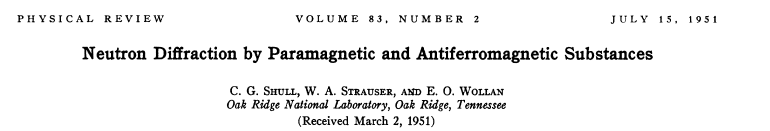 PHYSICAL REVIEW VOLUME 83, NUMBER 2 JULY 15, 1951
Neutron Diffraction by Paramagnetic and Antiferromagnetic Substances
C. G. SHULL, W. A. STRAUSER, AND E. O. WOLLAN
Oak Ridge National Laboratory, Oak Ridge, Tennessee
(Received March 2, 1951)